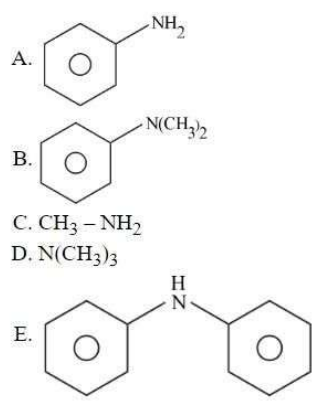 A. NH₂
B. N(CH₃)₂
C. CH₃ – NH₂
D. N(CH₃)₃
H
E. N